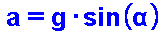 a = g · sin(α)